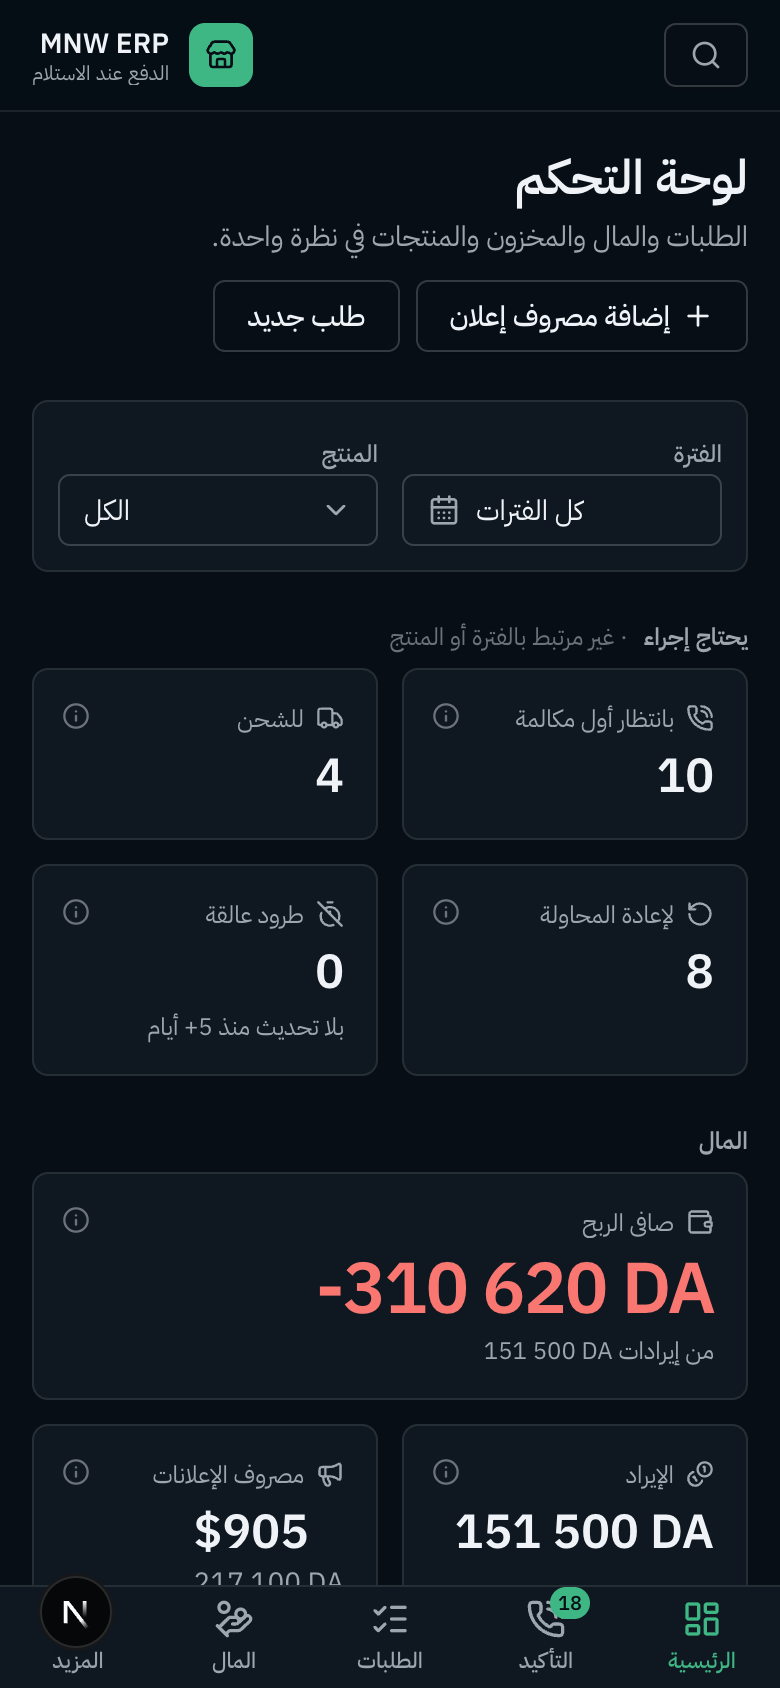 MNW ERP
الدفع عند الاستلام
لوحة التحكم
الطلبات والمال والمخزون والمنتجات في نظرة واحدة.
إضافة مصروف إعلان
طلب جديد
الفترة
المنتج
كل الفترات
الكل
يحتاج إجراء · غير مرتبط بالفترة أو المنتج
بانتظار أول مكالمة
10
للشحن
4
لإعادة المحاولة
8
طرود عالقة
0
بلا تحديث منذ 5+ أيام
المال
صافي الربح
-310 620 DA
من إيرادات 151 500 DA
الإيراد
151 500 DA
مصروف الإعلانات
$905
217 100 DA
الرئيسية
18
التأكيد
الطلبات
المال
N
المزيد